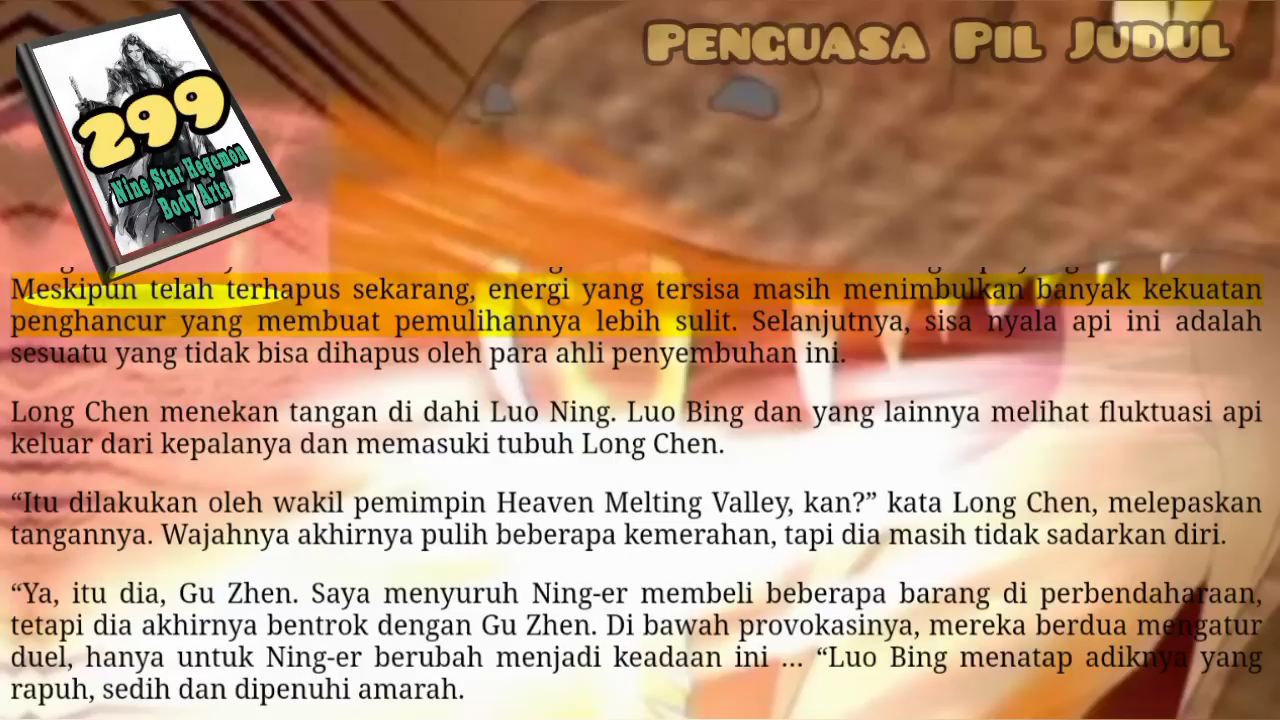 Penguasa Pil Judul
299
Nine Star Hegemon
Body Arts
Meskipun telah terhapus sekarang, energi yang tersisa masih menimbulkan banyak kekuatan
penghancur yang membuat pemulihannya lebih sulit. Selanjutnya, sisa nyala api ini adalah
sesuatu yang tidak bisa dihapus oleh para ahli penyembuhan ini.
Long Chen menekan tangan di dahi Luo Ning. Luo Bing dan yang lainnya melihat fluktuasi api
keluar dari kepalanya dan memasuki tubuh Long Chen.
“Itu dilakukan oleh wakil pemimpin Heaven Melting Valley, kan?” kata Long Chen, melepaskan
tangannya. Wajahnya akhirnya pulih beberapa kemerahan, tapi dia masih tidak sadarkan diri.
“Ya, itu dia, Gu Zhen. Saya menyuruh Ning-er membeli beberapa barang di perbendaharaan,
tetapi dia akhirnya bentrok dengan Gu Zhen. Di bawah provokasinya, mereka berdua mengatur
duel, hanya untuk Ning-er berubah menjadi keadaan ini ... “Luo Bing menatap adiknya yang
rapuh, sedih dan dipenuhi amarah.